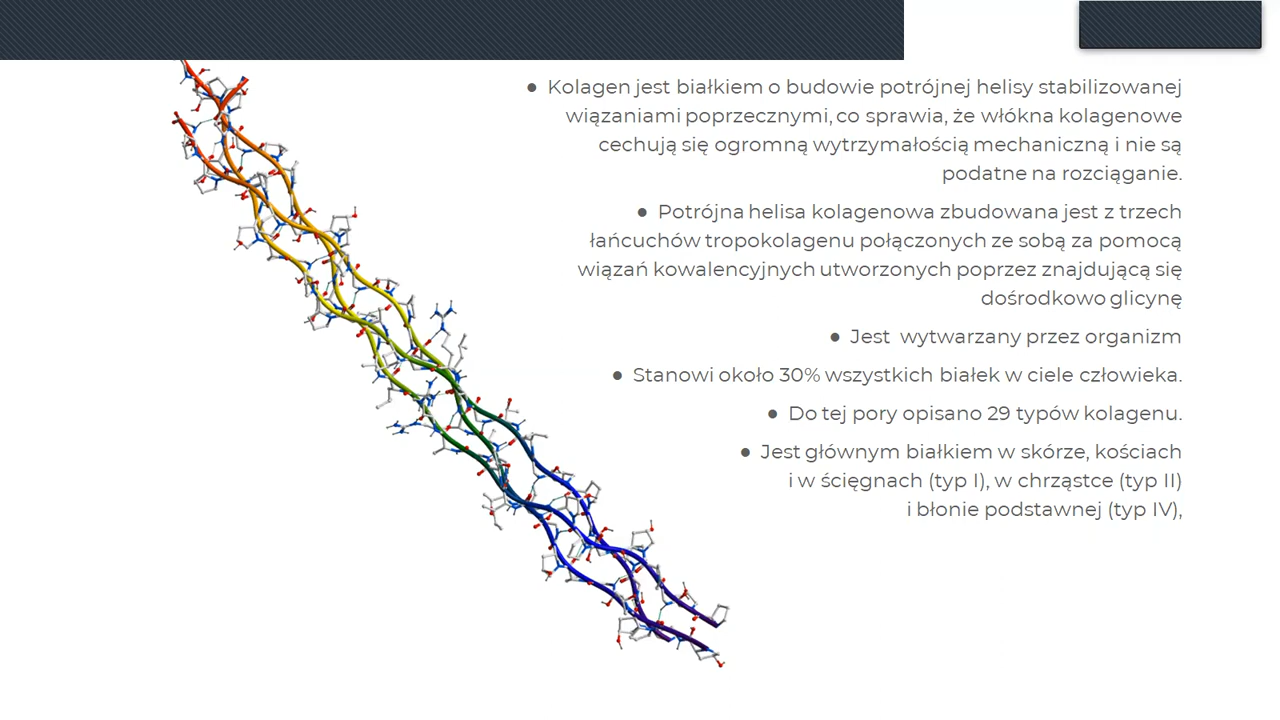 ● Kolagen jest białkiem o budowie potrójnej helisy stabilizowanej
wiązaniami poprzecznymi, co sprawia, że włókna kolagenowe
cechują się ogromną wytrzymałością mechaniczną i nie są
podatne na rozciąganie.
● Potrójna helisa kolagenowa zbudowana jest z trzech
łańcuchów tropokolagenu połączonych ze sobą za pomocą
wiązań kowalencyjnych utworzonych poprzez znajdującą się
dośrodkowo glicynę
● Jest wytwarzany przez organizm
● Stanowi około 30% wszystkich białek w ciele człowieka.
● Do tej pory opisano 29 typów kolagenu.
● Jest głównym białkiem w skórze, kościach
i w ścięgnach (typ I), w chrząstce (typ II)
i błonie podstawnej (typ IV),